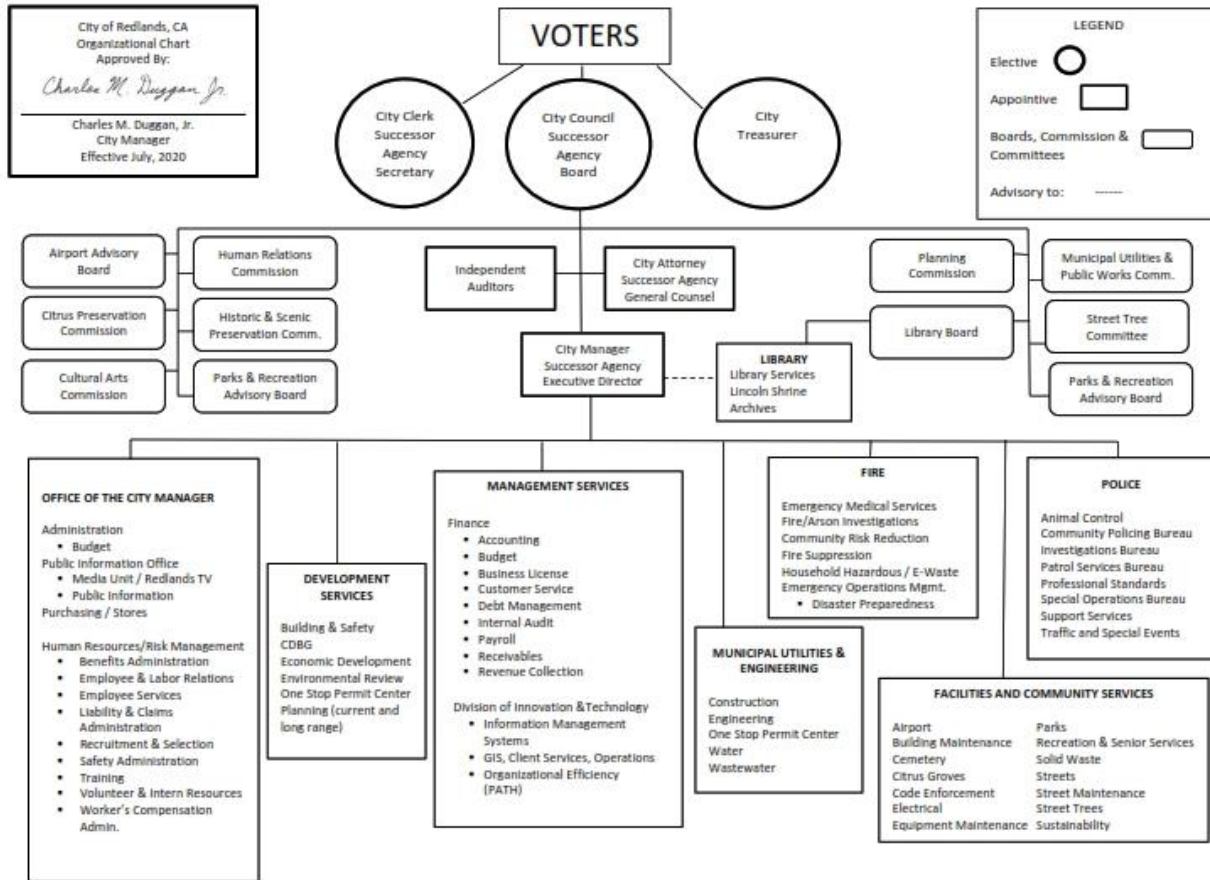 City of Redlands, CA
Organizational Chart
Approved By:
Charles M. Duggan Jr.
Charles M. Duggan, Jr.
City Manager
Effective July, 2020
VOTERS
LEGEND
Elective
Appointive
Boards, Commission &
Committees
Advisory to: ------
City Clerk
Successor
Agency
Secretary
City Council
Successor
Agency
Board
City
Treasurer
Airport Advisory
Board
Human Relations
Commission
Citrus Preservation
Commission
Historic & Scenic
Preservation Comm.
Cultural Arts
Commission
Parks & Recreation
Advisory Board
Independent
Auditors
City Attorney
Successor Agency
General Counsel
City Manager
Successor Agency
Executive Director
LIBRARY
Library Services
Lincoln Shrine
Archives
Planning
Commission
Municipal Utilities &
Public Works Comm.
Library Board
Street Tree
Committee
Parks & Recreation
Advisory Board
OFFICE OF THE CITY MANAGER
Administration
• Budget
Public Information Office
• Media Unit / Redlands TV
• Public Information
Purchasing / Stores
Human Resources/Risk Management
• Benefits Administration
• Employee & Labor Relations
• Employee Services
• Liability & Claims
Administration
• Recruitment & Selection
• Safety Administration
• Training
• Volunteer & Intern Resources
• Worker's Compensation
Admin.
DEVELOPMENT
SERVICES
Building & Safety
CDBG
Economic Development
Environmental Review
One Stop Permit Center
Planning (current and
long range)
MANAGEMENT SERVICES
Finance
• Accounting
• Budget
• Business License
• Customer Service
• Debt Management
• Internal Audit
• Payroll
• Receivables
• Revenue Collection
Division of Innovation &Technology
• Information Management
Systems
• GIS, Client Services, Operations
• Organizational Efficiency
(PATH)
MUNICIPAL UTILITIES &
ENGINEERING
Construction
Engineering
One Stop Permit Center
Water
Wastewater
FIRE
Emergency Medical Services
Fire/Arson Investigations
Community Risk Reduction
Fire Suppression
Household Hazardous / E-Waste
Emergency Operations Mgmt.
• Disaster Preparedness
POLICE
Animal Control
Community Policing Bureau
Investigations Bureau
Patrol Services Bureau
Professional Standards
Special Operations Bureau
Support Services
Traffic and Special Events
FACILITIES AND COMMUNITY SERVICES
Airport
Building Maintenance
Cemetery
Citrus Groves
Code Enforcement
Electrical
Equipment Maintenance
Parks
Recreation & Senior Services
Solid Waste
Streets
Street Maintenance
Street Trees
Sustainability